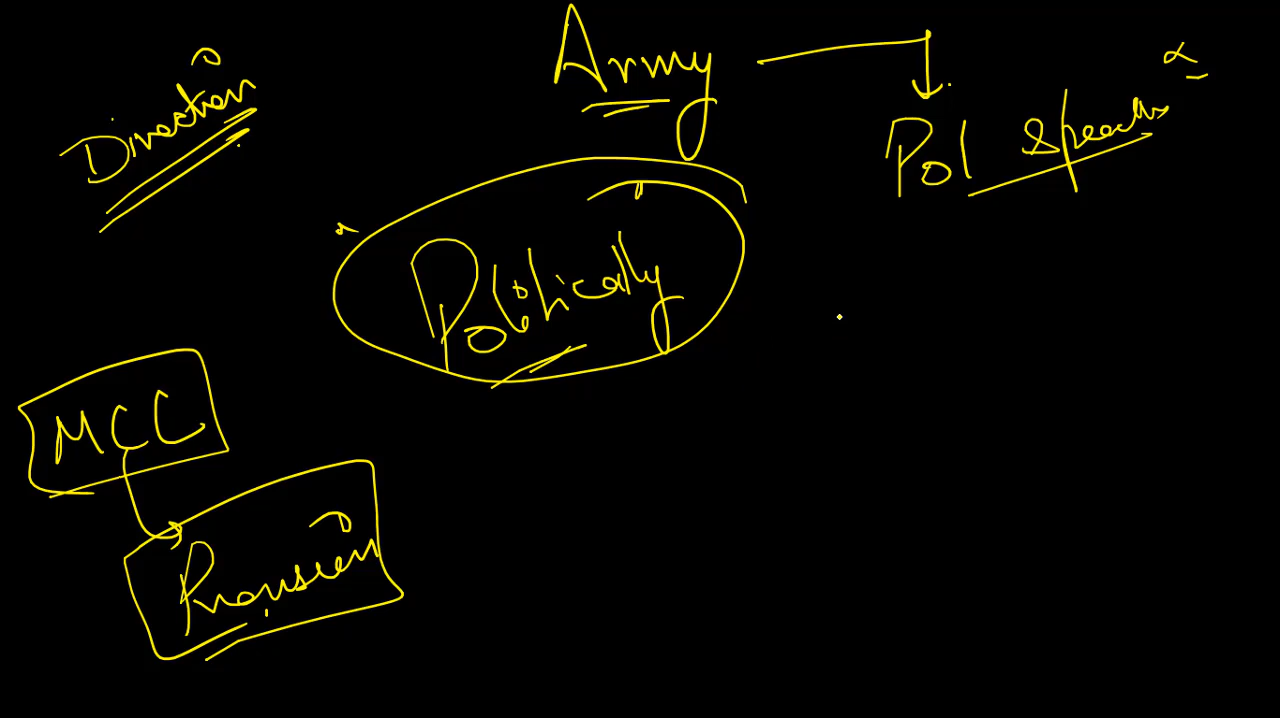 Army
Direction
Pol Speech
Politically
MCC
Provision